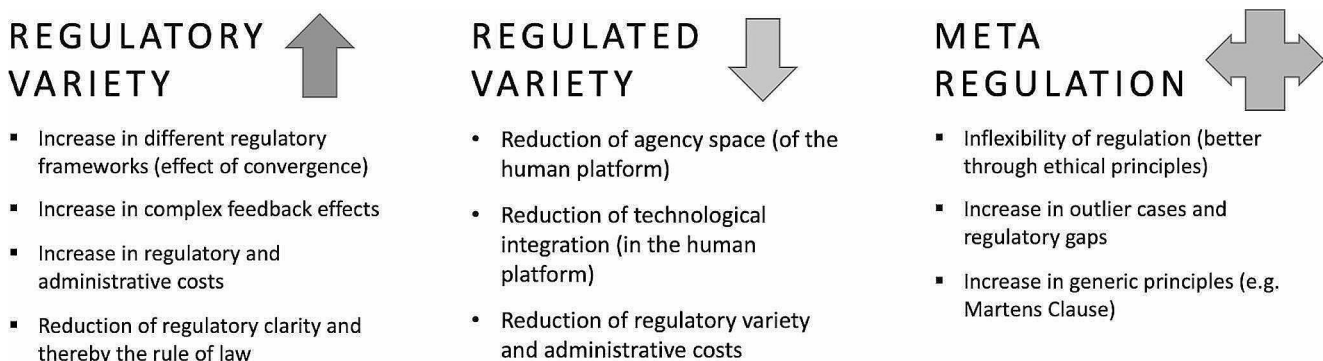 REGULATORY
VARIETY
▪ Increase in different regulatory
frameworks (effect of convergence)
▪ Increase in complex feedback effects
▪ Increase in regulatory and
administrative costs
▪ Reduction of regulatory clarity and
thereby the rule of law
REGULATED
VARIETY
• Reduction of agency space (of the
human platform)
• Reduction of technological
integration (in the human
platform)
• Reduction of regulatory variety
and administrative costs
META
REGULATION
▪ Inflexibility of regulation (better
through ethical principles)
▪ Increase in outlier cases and
regulatory gaps
▪ Increase in generic principles (e.g.
Martens Clause)